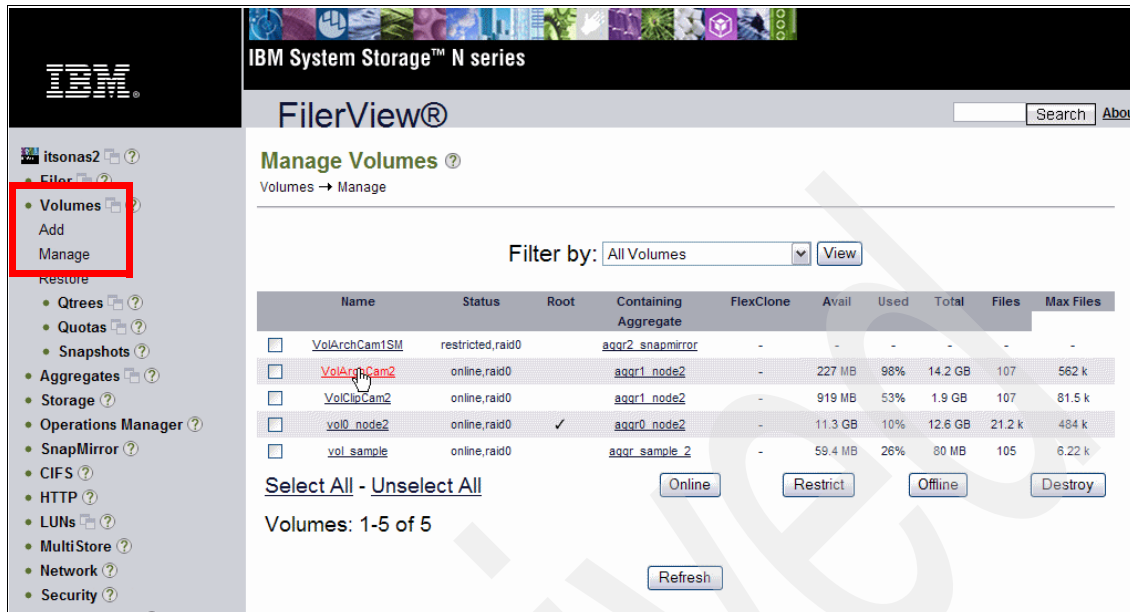 IBM System Storage™ N series
IBM®
FilerView®
Search Abou
itsonas2
Filer
Volumes
Add
Manage
Restore
Qtrees
Quotas
Snapshots
Aggregates
Storage
Operations Manager
SnapMirror
CIFS
HTTP
LUNs
MultiStore
Network
Security
Manage Volumes
Volumes → Manage
Filter by: All Volumes View
Name Status Root Containing Aggregate FlexClone Avail Used Total Files Max Files
VolArchCam1SM restricted,raid0 aggr2_snapmirror - - - - - -
VolArchCam2 online,raid0 aggr1_node2 - 227 MB 98% 14.2 GB 107 562 k
VolClipCam2 online,raid0 aggr1_node2 - 919 MB 53% 1.9 GB 107 81.5 k
vol0_node2 online,raid0 ✓ aggr0_node2 - 11.3 GB 10% 12.6 GB 21.2 k 484 k
vol_sample online,raid0 aggr_sample_2 - 59.4 MB 26% 80 MB 105 6.22 k
Select All - Unselect All Online Restrict Offline Destroy
Volumes: 1-5 of 5
Refresh